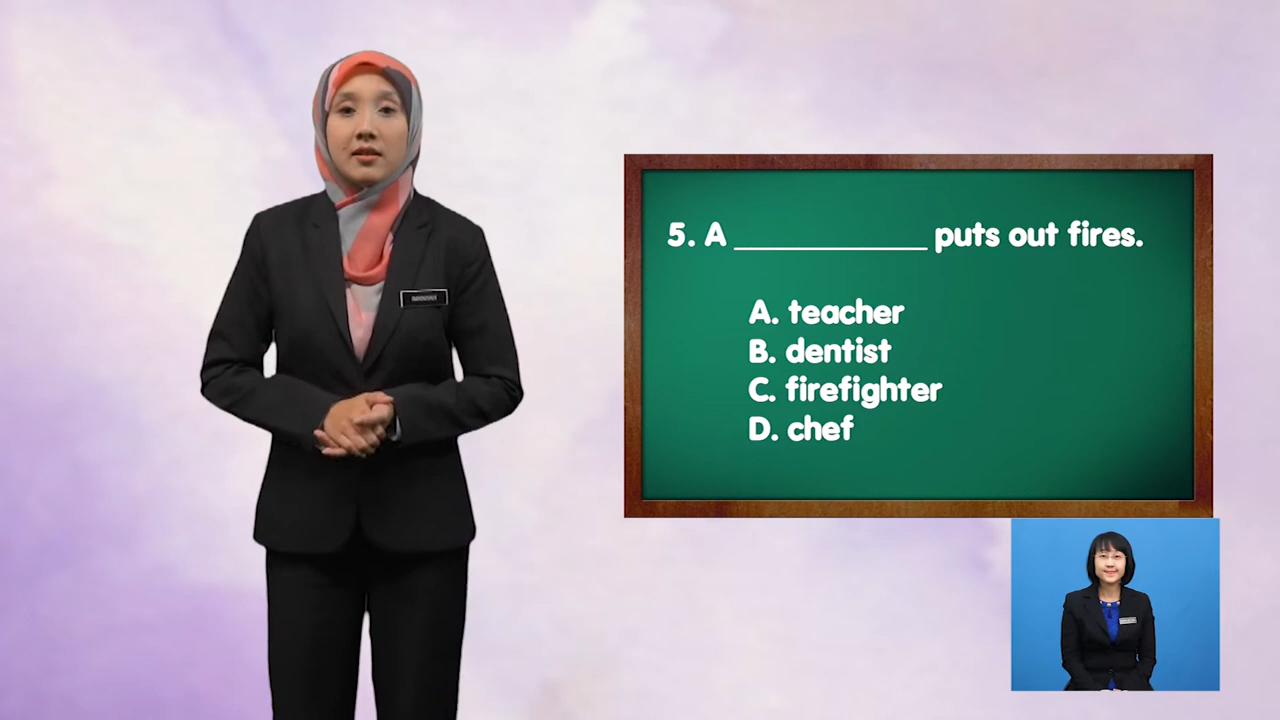 5. A ____________ puts out fires.
A. teacher
B. dentist
C. firefighter
D. chef